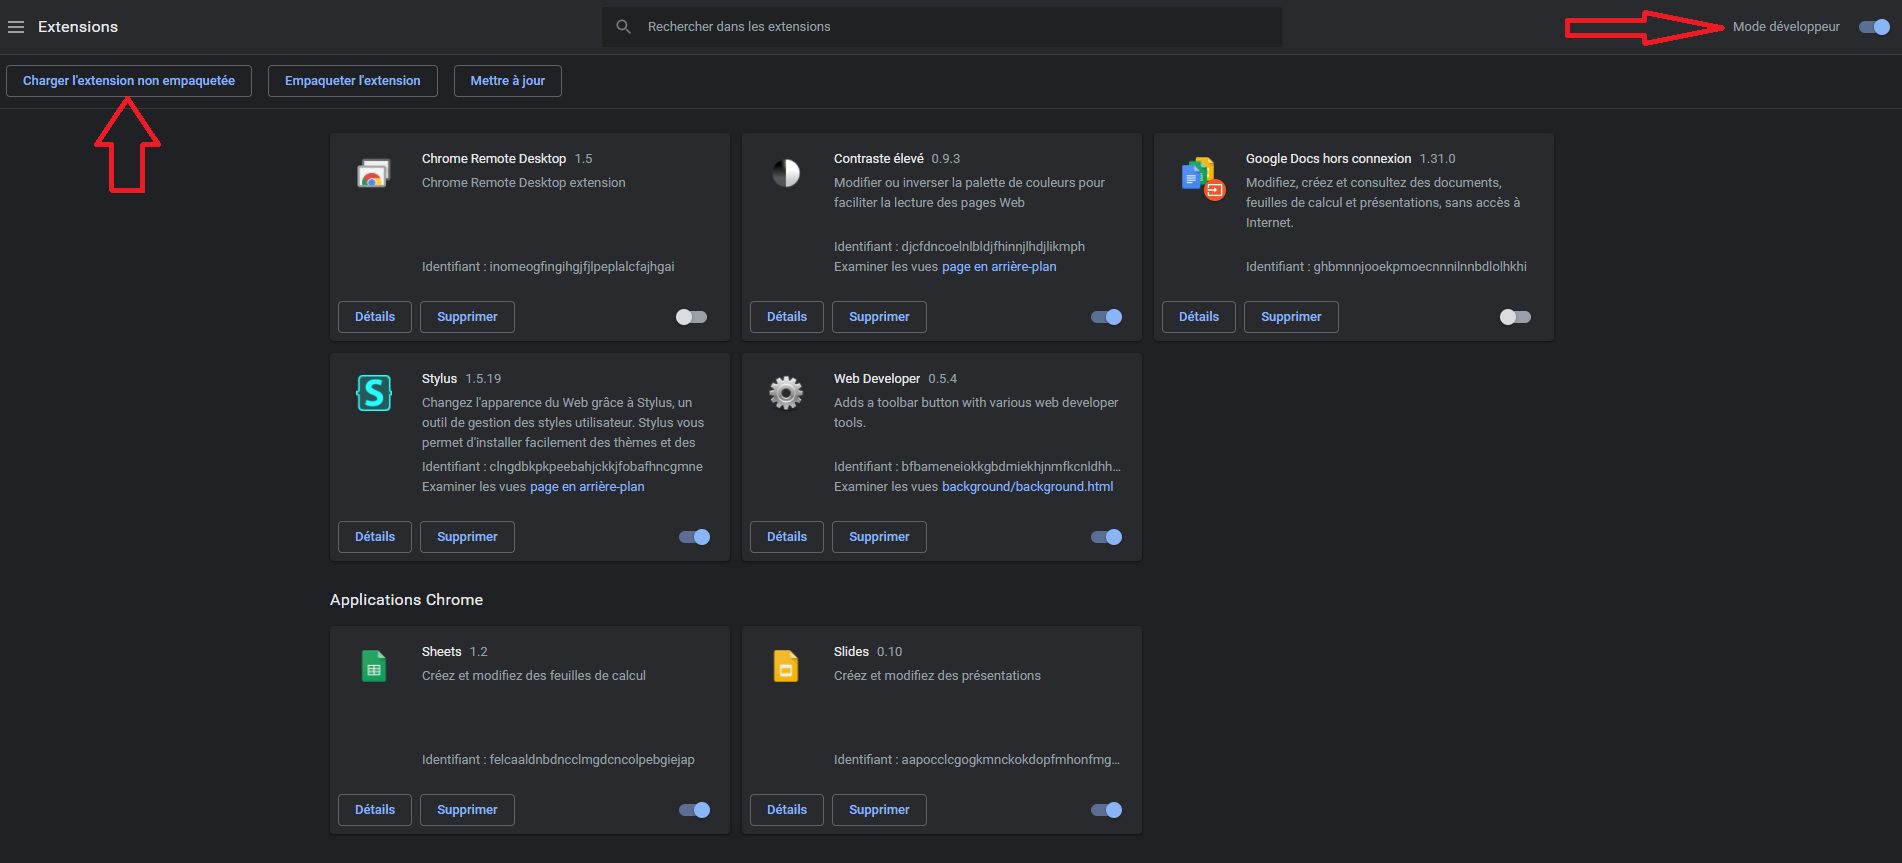 Extensions
Rechercher dans les extensions
Mode développeur
Charger l'extension non empaquetée
Empaqueter l'extension
Mettre à jour
Chrome Remote Desktop 1.5
Chrome Remote Desktop extension
Identifiant : inomeogfingihgjfjlpeplalcfajhgai
Détails
Supprimer
Contraste élevé 0.9.3
Modifier ou inverser la palette de couleurs pour
faciliter la lecture des pages Web
Identifiant : djcfdncoelnlbldjfhinnjlhdjlikmph
Examiner les vues page en arrière-plan
Détails
Supprimer
Google Docs hors connexion 1.31.0
Modifiez, créez et consultez des documents,
feuilles de calcul et présentations, sans accès à
Internet.
Identifiant : ghbmnnjooekpmoecnnnilnnbdlolhkhi
Détails
Supprimer
Stylus 1.5.19
Changez l'apparence du Web grâce à Stylus, un
outil de gestion des styles utilisateur. Stylus vous
permet d'installer facilement des thèmes et des
Identifiant : clngdbkpkpeebahjckkjfobafhncgmne
Examiner les vues page en arrière-plan
Détails
Supprimer
Web Developer 0.5.4
Adds a toolbar button with various web developer
tools.
Identifiant : bfbameneiokkgbdmiekhjnmfkcnldhh...
Examiner les vues background/background.html
Détails
Supprimer
Applications Chrome
Sheets 1.2
Créez et modifiez des feuilles de calcul
Identifiant : felcaaldnbdncclmgdcncolpebgiejap
Détails
Supprimer
Slides 0.10
Créez et modifiez des présentations
Identifiant : aapocclcgogkmnckokdopfmhonfmg...
Détails
Supprimer